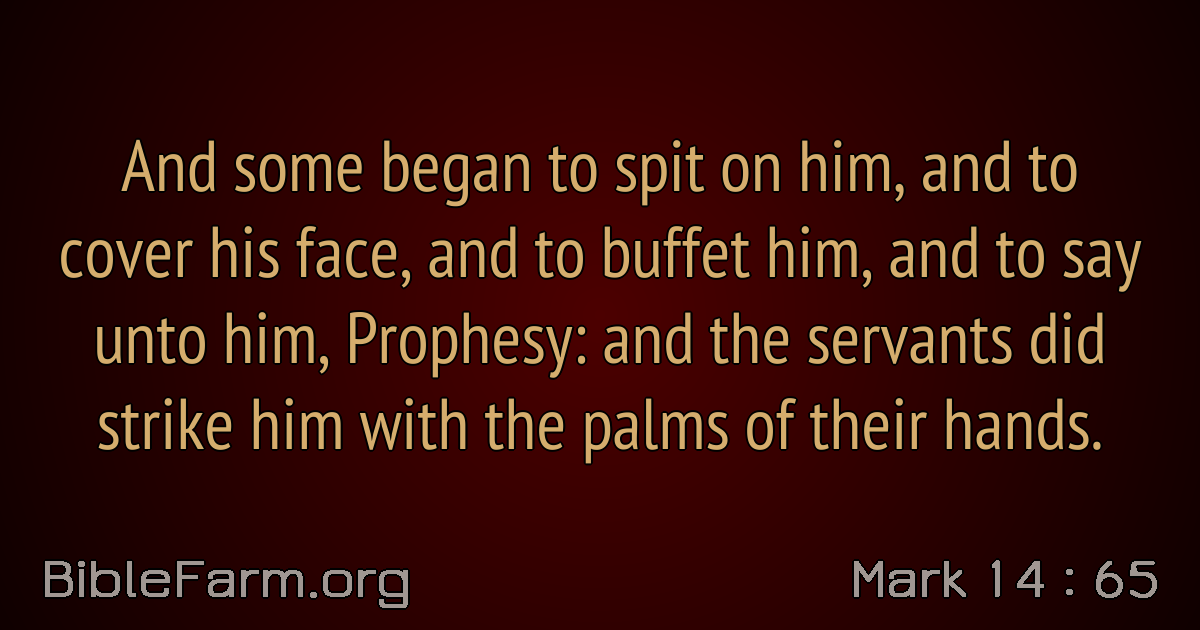 And some began to spit on him, and to
cover his face, and to buffet him, and to say
unto him, Prophesy: and the servants did
strike him with the palms of their hands.
BibleFarm.org
Mark 14 : 65